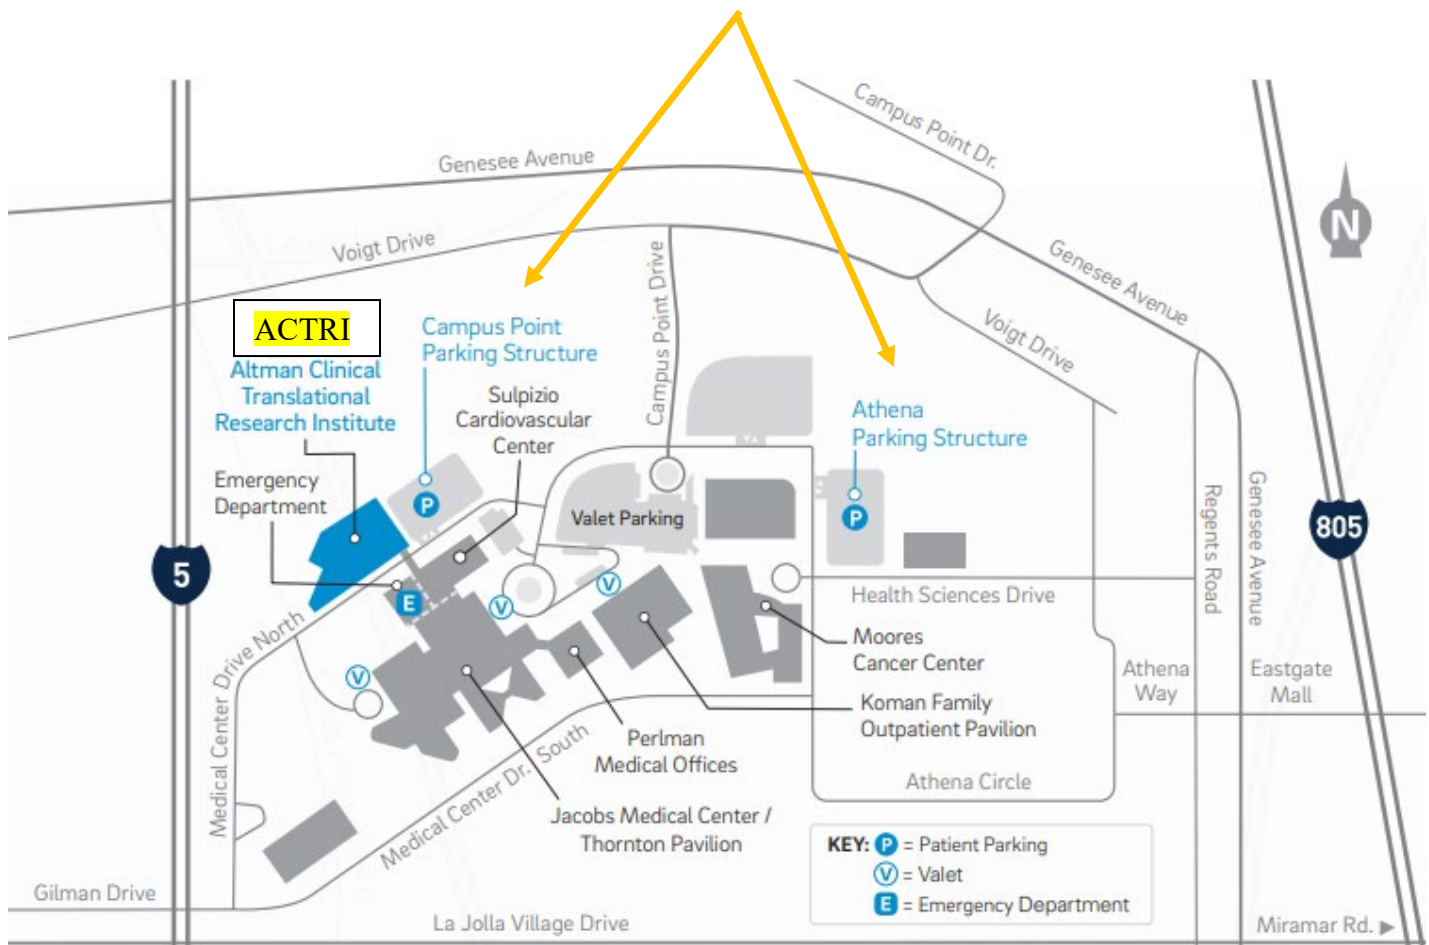 Campus Point Dr.
Genesee Avenue
Voigt Drive
N
Genesee Avenue
Campus Point Drive
Voigt Drive
ACTRI
Altman Clinical
Translational
Research Institute
Campus Point
Parking Structure
Sulpizio
Cardiovascular
Center
Athena
Parking Structure
Emergency
Department
P
Valet Parking
P
Regents Road
Genesee Avenue
805
5
E
V
V
Health Sciences Drive
Moores
Cancer Center
Medical Center Drive North
V
Athena
Way
Eastgate
Mall
Koman Family
Outpatient Pavilion
Perlman
Medical Offices
Medical Center Dr. South
Athena Circle
Jacobs Medical Center /
Thornton Pavilion
KEY: P = Patient Parking
V = Valet
E = Emergency Department
Gilman Drive
La Jolla Village Drive
Miramar Rd. ►